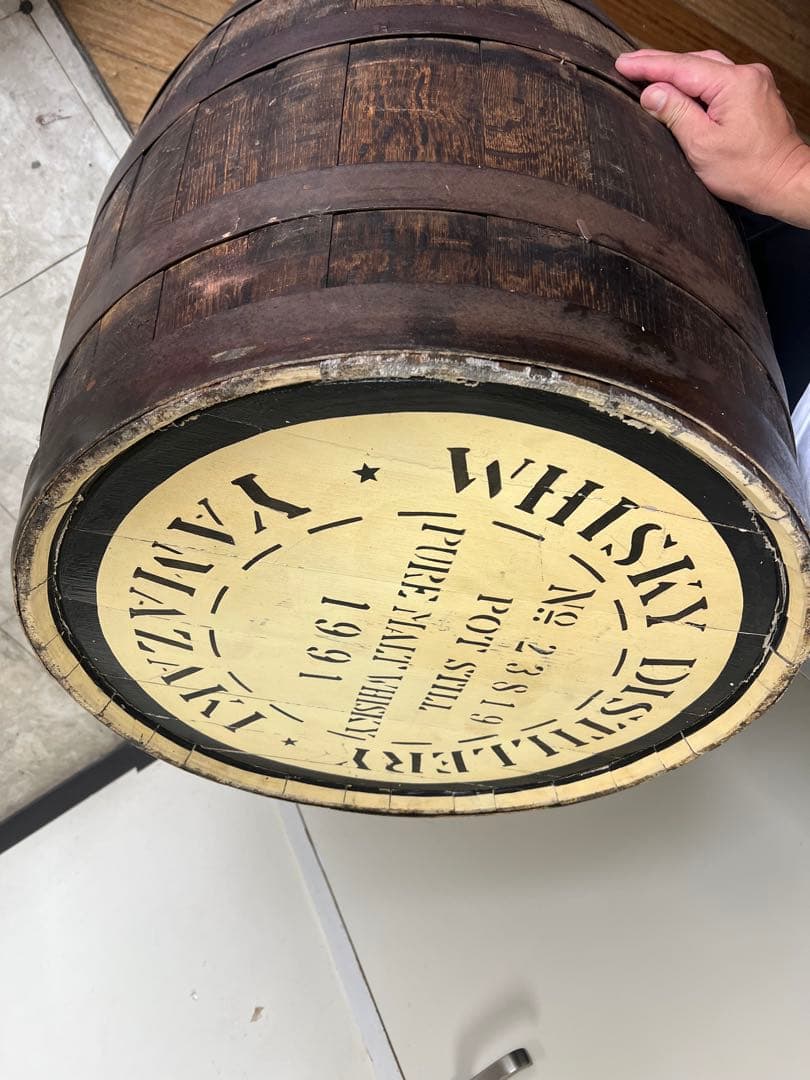 WHISKY DISTILLERY
Nº 23819
POT STILL
PURE MALT WHISKY
1991
YAMAZAKI